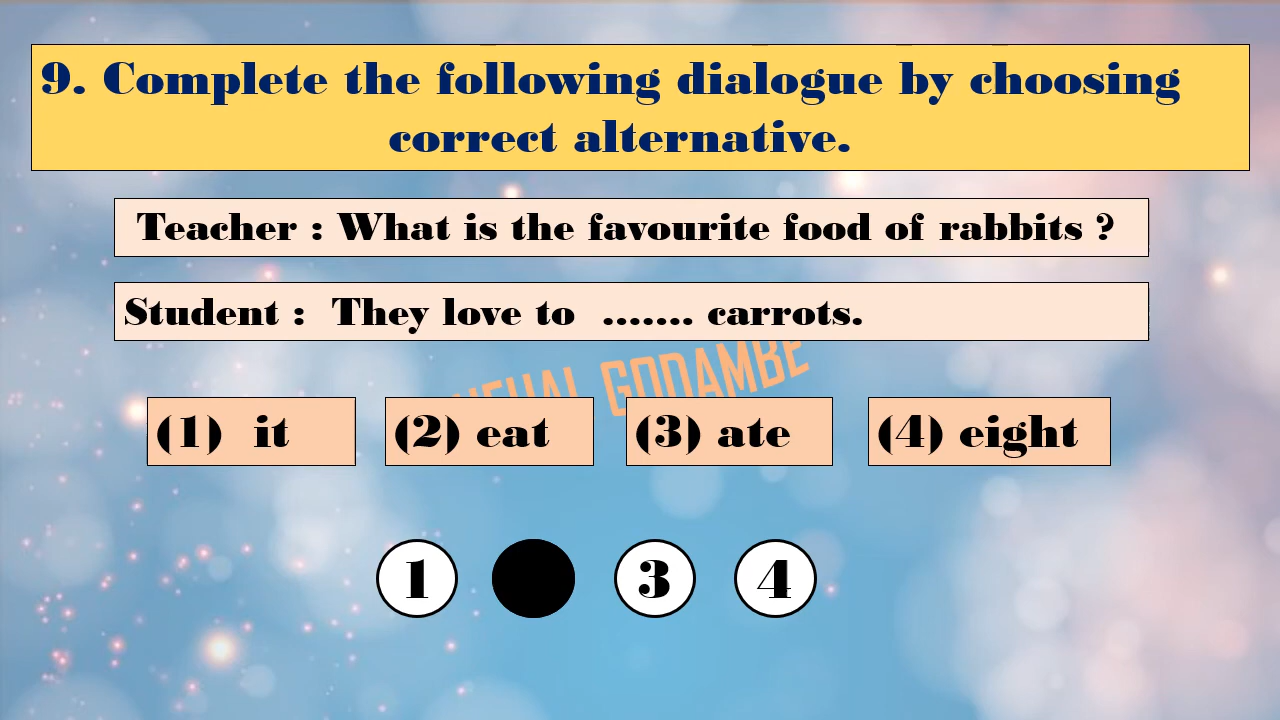 9. Complete the following dialogue by choosing
correct alternative.
Teacher : What is the favourite food of rabbits ?
Student : They love to ....... carrots.
GODAMBE
(1) it (2) eat (3) ate (4) eight
1 3 4